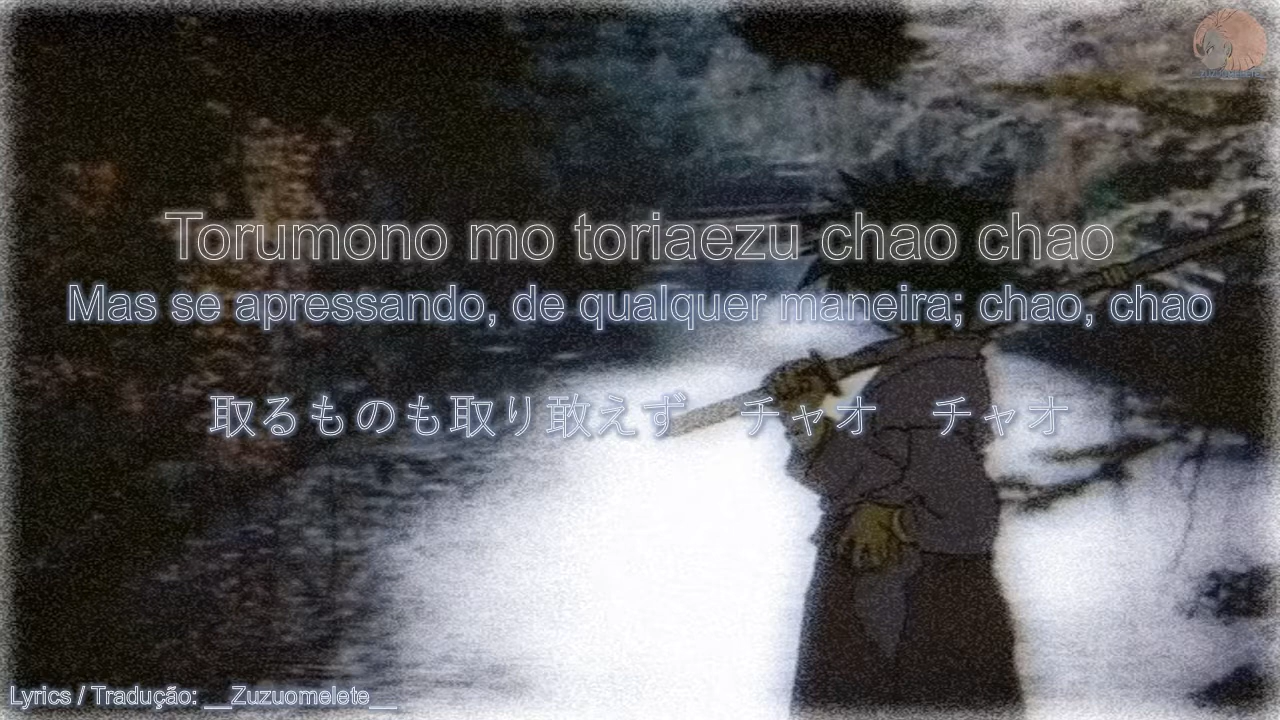 ZUZUOMELETE
Torumono mo toriaezu chao chao
Mas se apressando, de qualquer maneira; chao, chao
取るものも取り敢えず　チャオ　チャオ
Lyrics / Tradução: __Zuzuomelete__